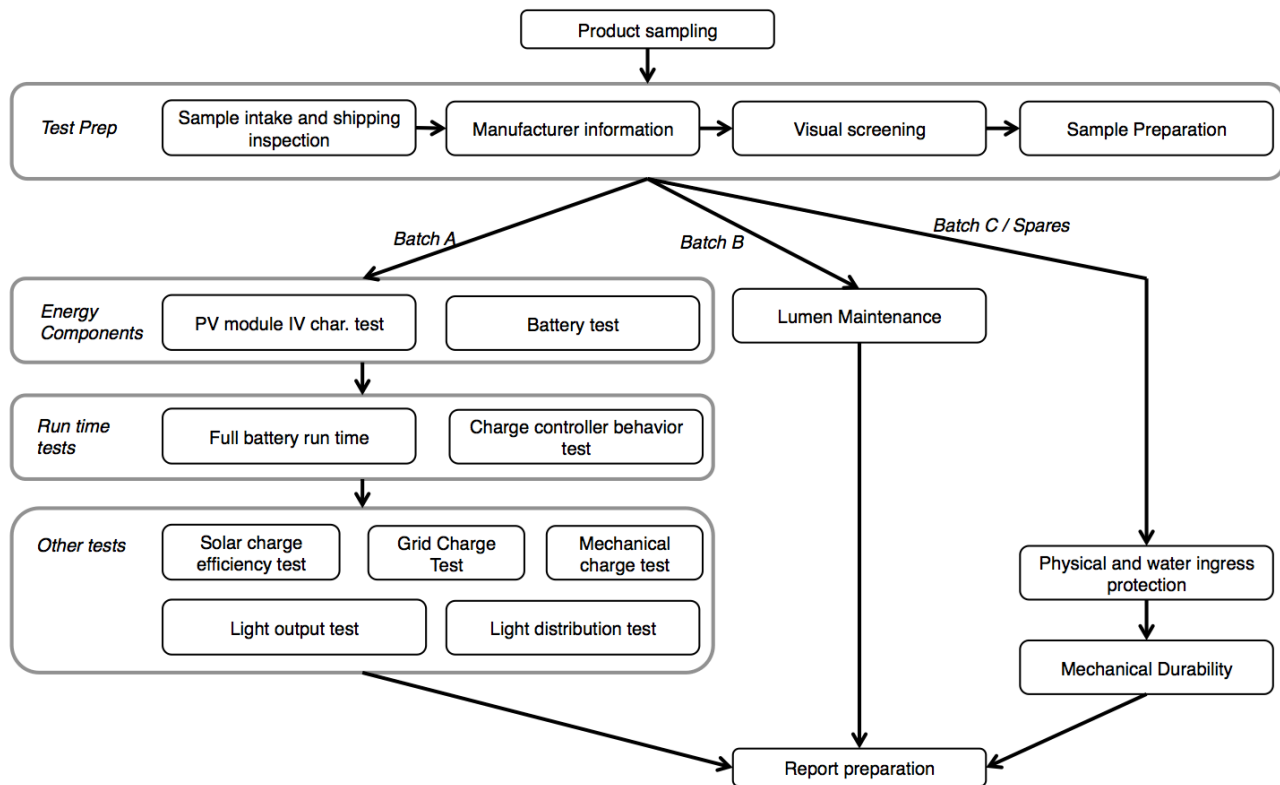 Product sampling
Test Prep
Sample intake and shipping
inspection
Manufacturer information
Visual screening
Sample Preparation
Batch A
Batch B
Batch C / Spares
Energy
Components
PV module IV char. test
Battery test
Lumen Maintenance
Run time
tests
Full battery run time
Charge controller behavior
test
Other tests
Solar charge
efficiency test
Grid Charge
Test
Mechanical
charge test
Light output test
Light distribution test
Physical and water ingress
protection
Mechanical Durability
Report preparation